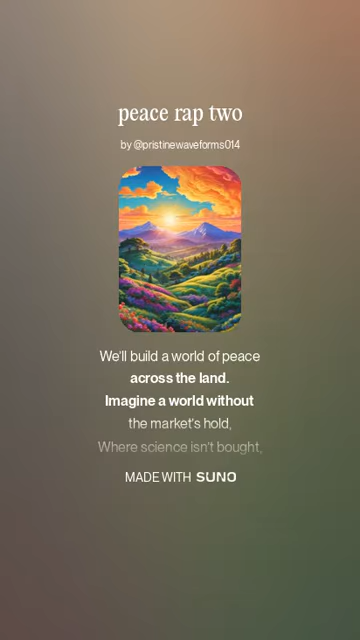 peace rap two
by @pristinewaveforms014
We'll build a world of peace
across the land.
Imagine a world without
the market's hold,
Where science isn't bought,
MADE WITH SUNO